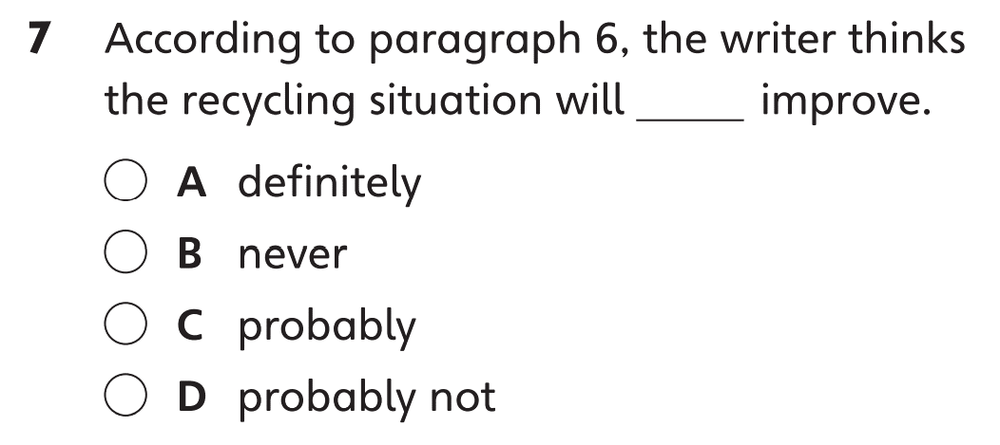 7 According to paragraph 6, the writer thinks
the recycling situation will _____ improve.
A definitely
B never
C probably
D probably not